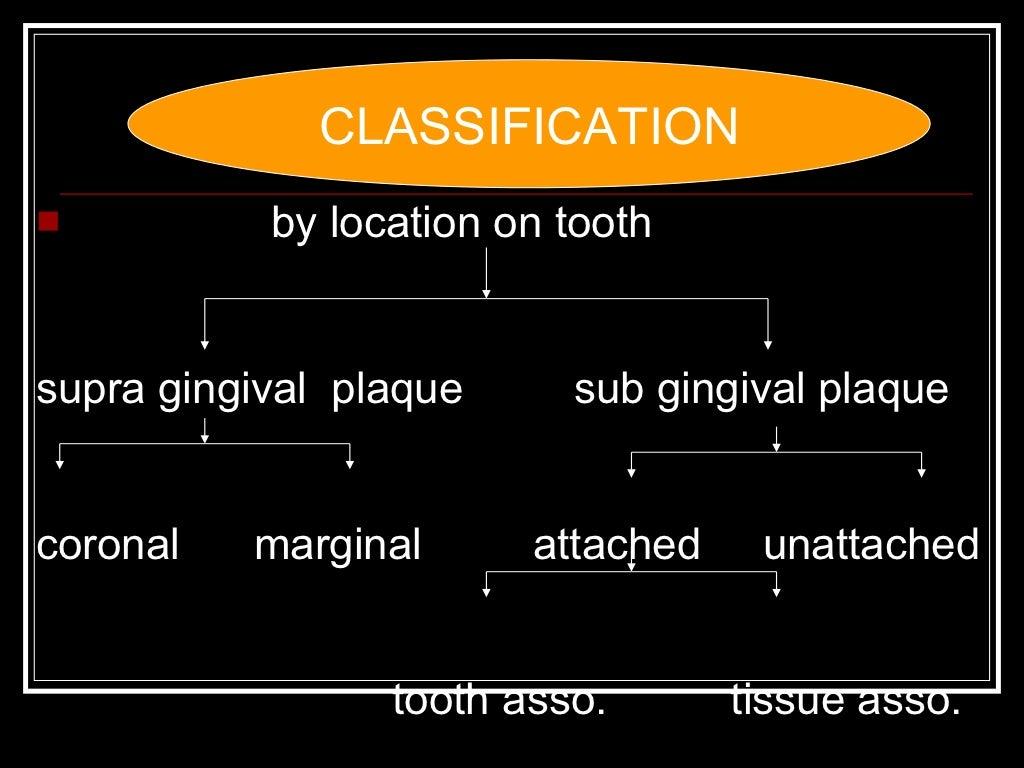 CLASSIFICATION
by location on tooth
supra gingival plaque sub gingival plaque
coronal marginal attached unattached
tooth asso. tissue asso.